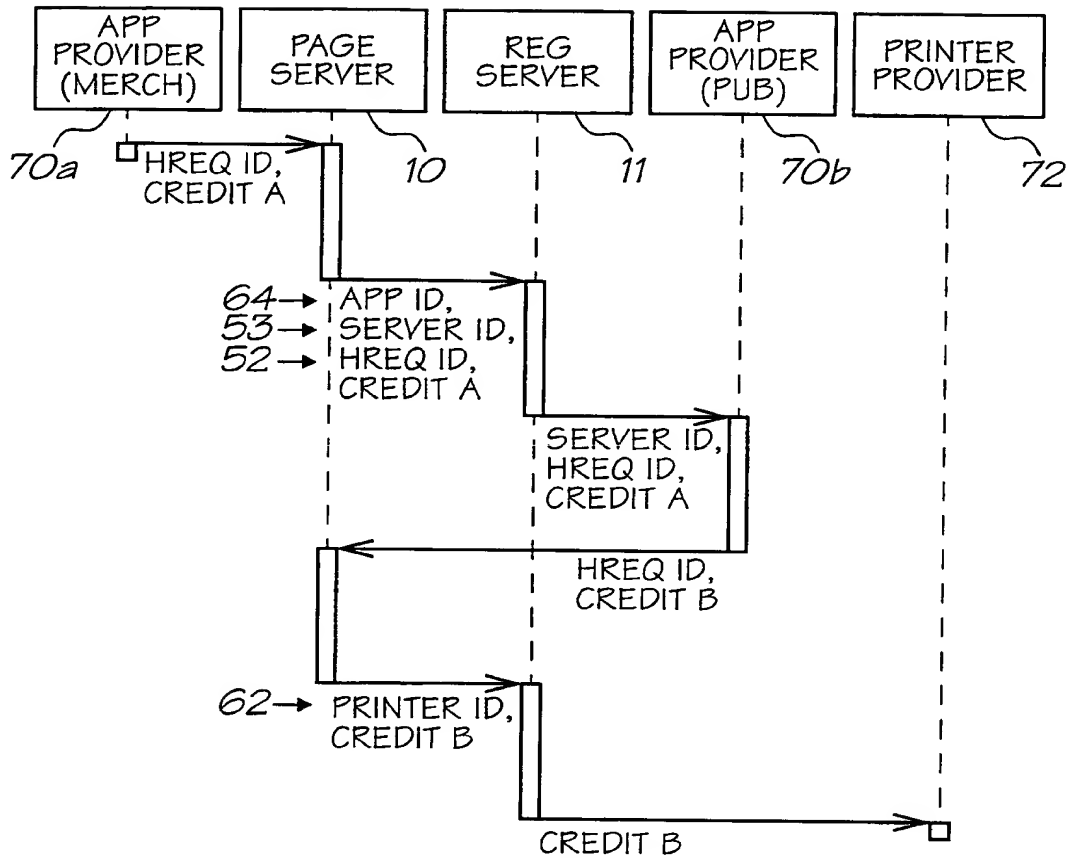 APP
PROVIDER
(MERCH)
PAGE
SERVER
REG
SERVER
APP
PROVIDER
(PUB)
PRINTER
PROVIDER
70a
10
11
70b
72
HREQ ID,
CREDIT A
64
APP ID,
53
SERVER ID,
52
HREQ ID,
CREDIT A
SERVER ID,
HREQ ID,
CREDIT A
HREQ ID,
CREDIT B
62
PRINTER ID,
CREDIT B
CREDIT B